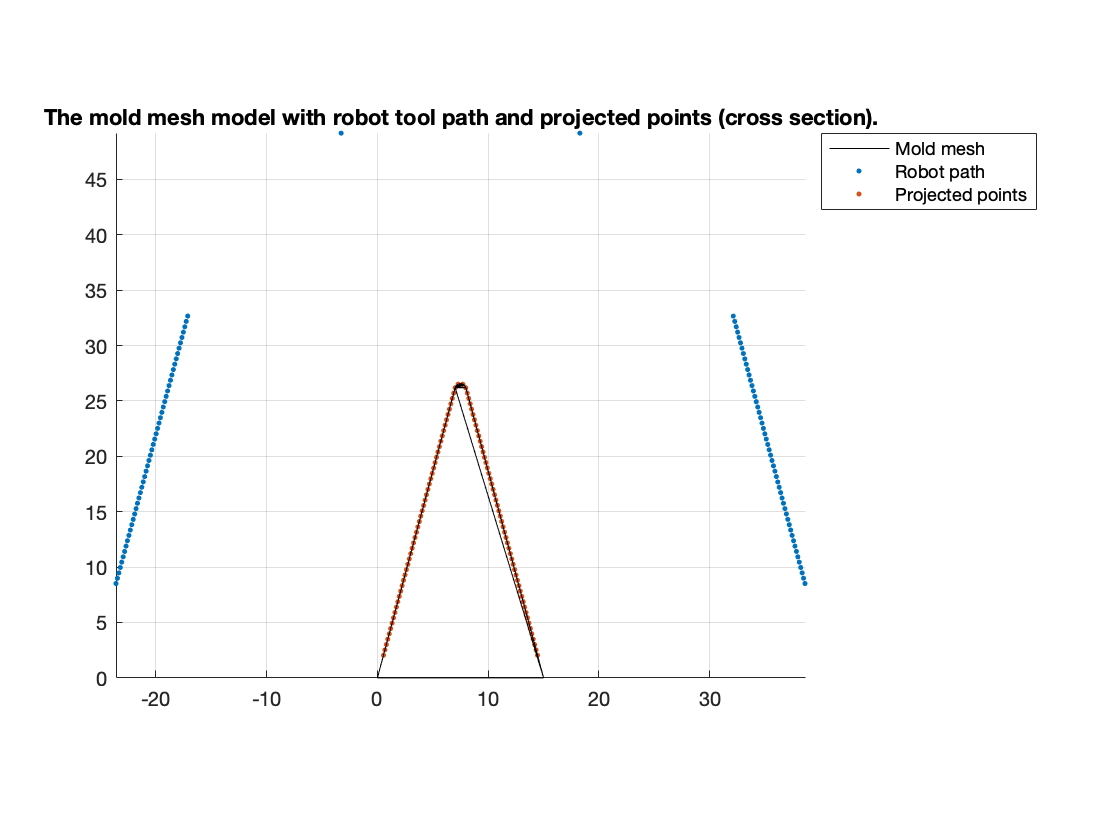 The mold mesh model with robot tool path and projected points (cross section).
Mold mesh
Robot path
Projected points
45
40
35
30
25
20
15
10
5
0
-20 -10 0 10 20 30